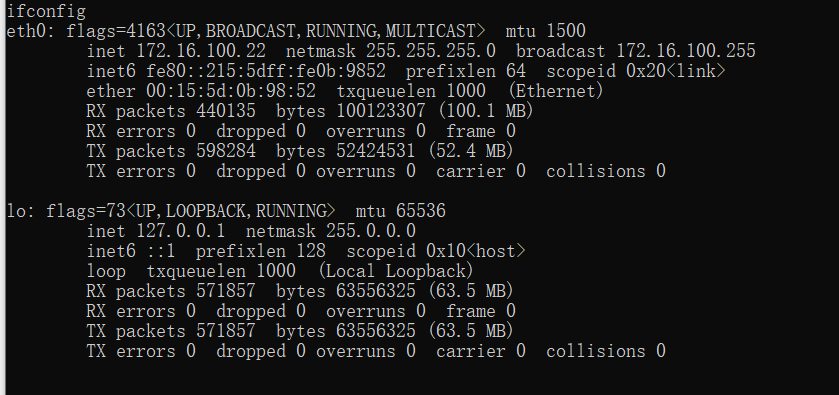 ifconfig
eth0: flags=4163<UP,BROADCAST,RUNNING,MULTICAST>  mtu 1500
        inet 172.16.100.22  netmask 255.255.255.0  broadcast 172.16.100.255
        inet6 fe80::215:5dff:fe0b:9852  prefixlen 64  scopeid 0x20<link>
        ether 00:15:5d:0b:98:52  txqueuelen 1000  (Ethernet)
        RX packets 440135  bytes 100123307 (100.1 MB)
        RX errors 0  dropped 0  overruns 0  frame 0
        TX packets 598284  bytes 52424531 (52.4 MB)
        TX errors 0  dropped 0 overruns 0  carrier 0  collisions 0

lo: flags=73<UP,LOOPBACK,RUNNING>  mtu 65536
        inet 127.0.0.1  netmask 255.0.0.0
        inet6 ::1  prefixlen 128  scopeid 0x10<host>
        loop  txqueuelen 1000  (Local Loopback)
        RX packets 571857  bytes 63556325 (63.5 MB)
        RX errors 0  dropped 0  overruns 0  frame 0
        TX packets 571857  bytes 63556325 (63.5 MB)
        TX errors 0  dropped 0 overruns 0  carrier 0  collisions 0